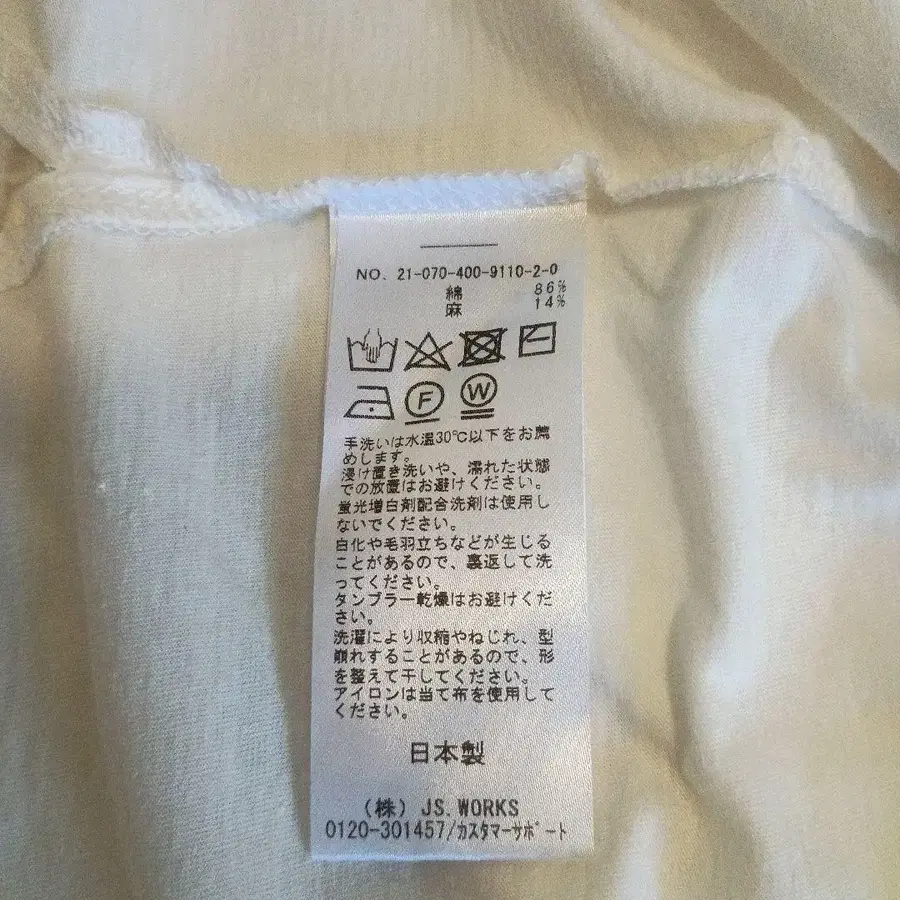 NO. 21-070-400-9110-2-0
綿 86%
麻 14%
F W
手洗いは水温30℃以下をお薦
めします。
浸け置き洗いや、濡れた状態
での放置はお避けください。
蛍光増白剤配合洗剤は使用し
ないでください。
白化や毛羽立ちなどが生じる
ことがあるので、裏返して洗
ってください。
タンブラー乾燥はお避けくだ
さい。
洗濯により収縮やねじれ、型
崩れすることがあるので、形
を整えて干してください。
アイロンは当て布を使用して
ください。
日本製
(株) JS.WORKS
0120-301457/カスタマーサポート